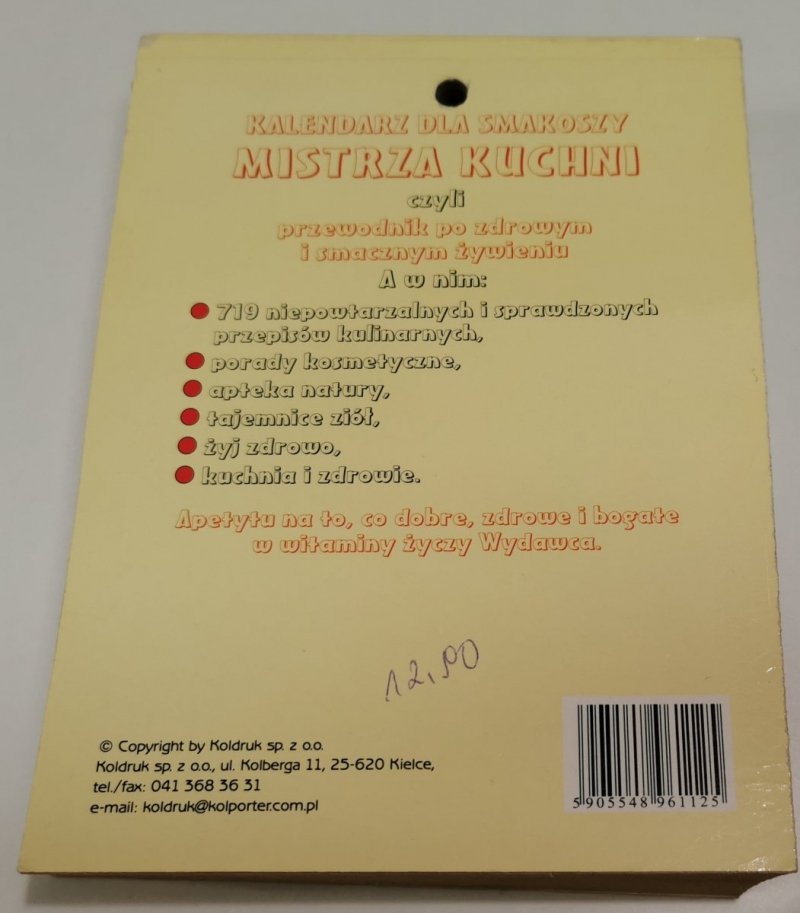 KALENDARZ DLA SMAKOSZY
MISTRZA KUCHNI
czyli
przewodnik po zdrowym
i smacznym żywieniu
A w nim:
719 niepowtarzalnych i sprawdzonych
przepisów kulinarnych,
porady kosmetyczne,
apteka natury,
tajemnice ziół,
żyj zdrowo,
kuchnia i zdrowie.
Apetytu na to, co dobre, zdrowe i bogate
w witaminy życzy Wydawca.
12,90
© Copyright by Koldruk sp. z o.o.
Koldruk sp. z o.o., ul. Kolberga 11, 25-620 Kielce,
tel./fax: 041 368 36 31
e-mail: koldruk@kolporter.com.pl
5 905548 961125